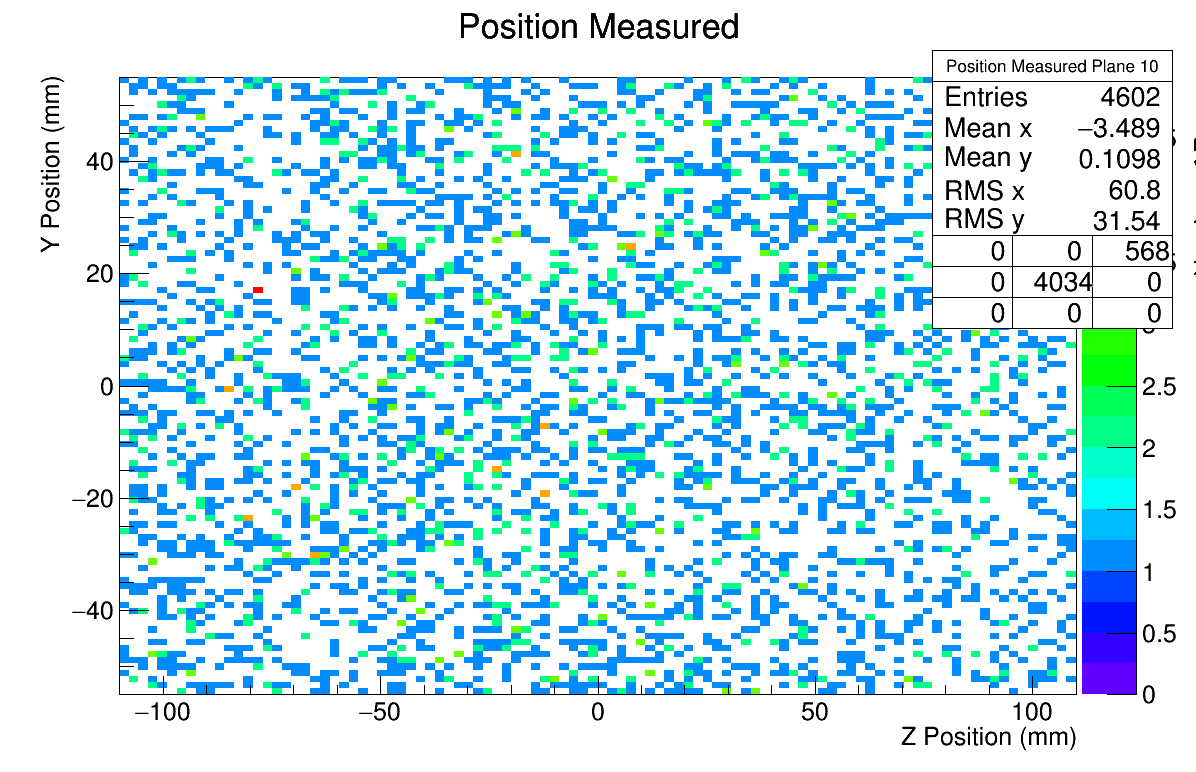 Position Measured
Position Measured Plane 10
Entries 4602
Mean x −3.489
Mean y 0.1098
RMS x 60.8
RMS y 31.54
0 0 568
0 4034 0
0 0 0
Y Position (mm)
40
20
0
−20
−40
2.5
2
1.5
1
0.5
0
−100 −50 0 50 100
Z Position (mm)